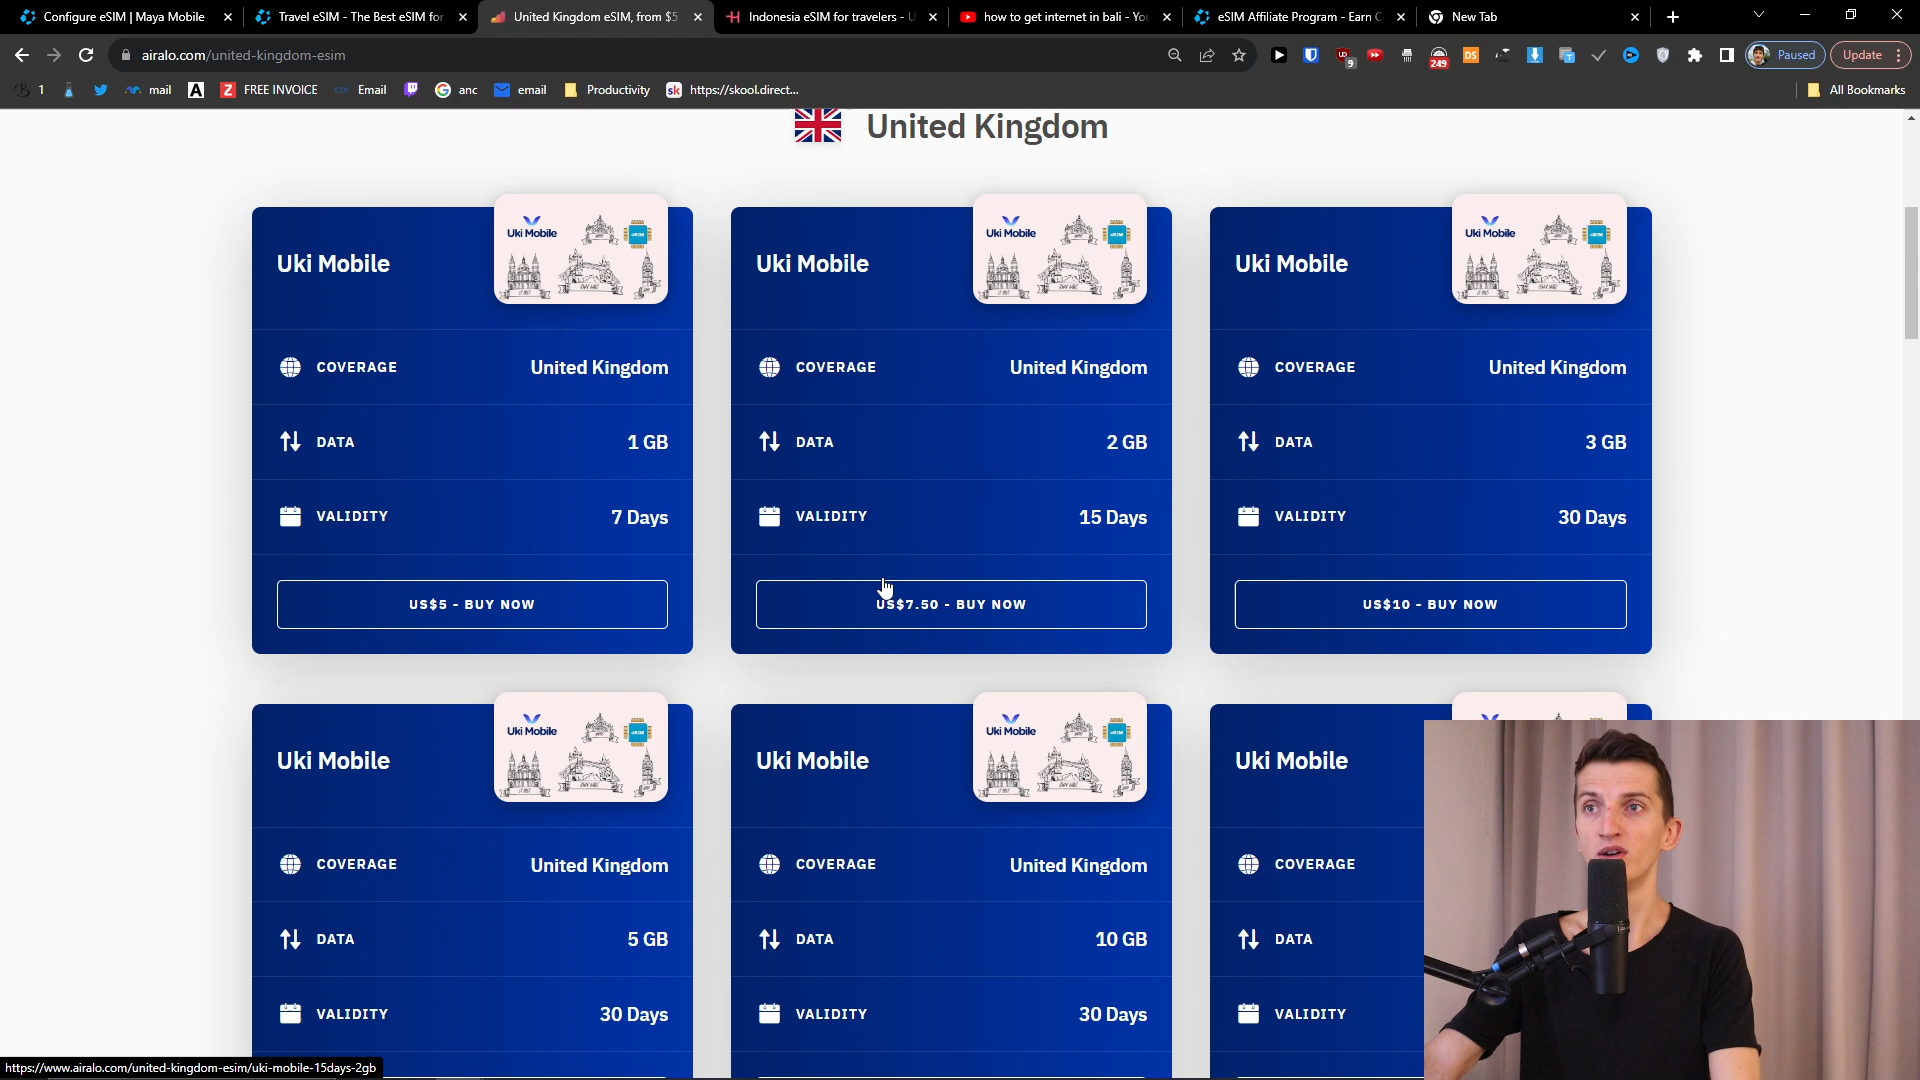 Configure eSIM | Maya Mobile
Travel eSIM - The Best eSIM for
United Kingdom eSIM, from $5
Indonesia eSIM for travelers - U
how to get internet in bali - You
eSIM Affiliate Program - Earn C
New Tab
airalo.com/united-kingdom-esim
9
249
DS
Paused
Update
1
mail
FREE INVOICE
Email
anc
email
Productivity
sk
https://skool.direct...
All Bookmarks
United Kingdom
Uki Mobile
Uki Mobile
COVERAGE
United Kingdom
DATA
1 GB
VALIDITY
7 Days
US$5 - BUY NOW
Uki Mobile
Uki Mobile
COVERAGE
United Kingdom
DATA
2 GB
VALIDITY
15 Days
US$7.50 - BUY NOW
Uki Mobile
Uki Mobile
COVERAGE
United Kingdom
DATA
3 GB
VALIDITY
30 Days
US$10 - BUY NOW
Uki Mobile
Uki Mobile
COVERAGE
United Kingdom
DATA
5 GB
VALIDITY
30 Days
Uki Mobile
Uki Mobile
COVERAGE
United Kingdom
DATA
10 GB
VALIDITY
30 Days
Uki Mobile
COVERAGE
DATA
VALIDITY
https://www.airalo.com/united-kingdom-esim/uki-mobile-15days-2gb